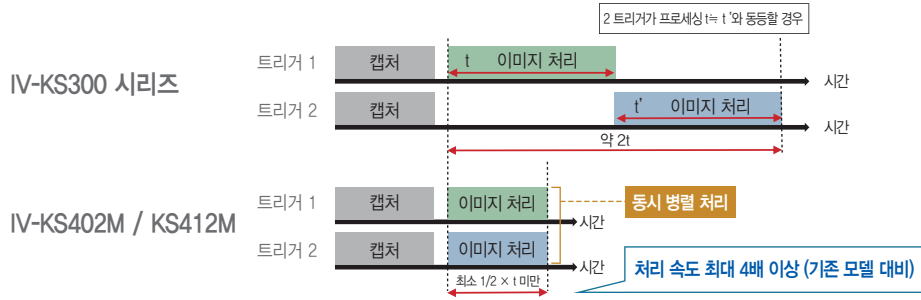 2 트리거가 프로세싱 t≒ t '와 동등할 경우
IV-KS300 시리즈
트리거 1
캡처
t 이미지 처리
시간
트리거 2
캡처
t' 이미지 처리
시간
약 2t
IV-KS402M / KS412M
트리거 1
캡처
이미지 처리
시간
동시 병렬 처리
트리거 2
캡처
이미지 처리
시간
최소 1/2 × t 미만
처리 속도 최대 4배 이상 (기존 모델 대비)